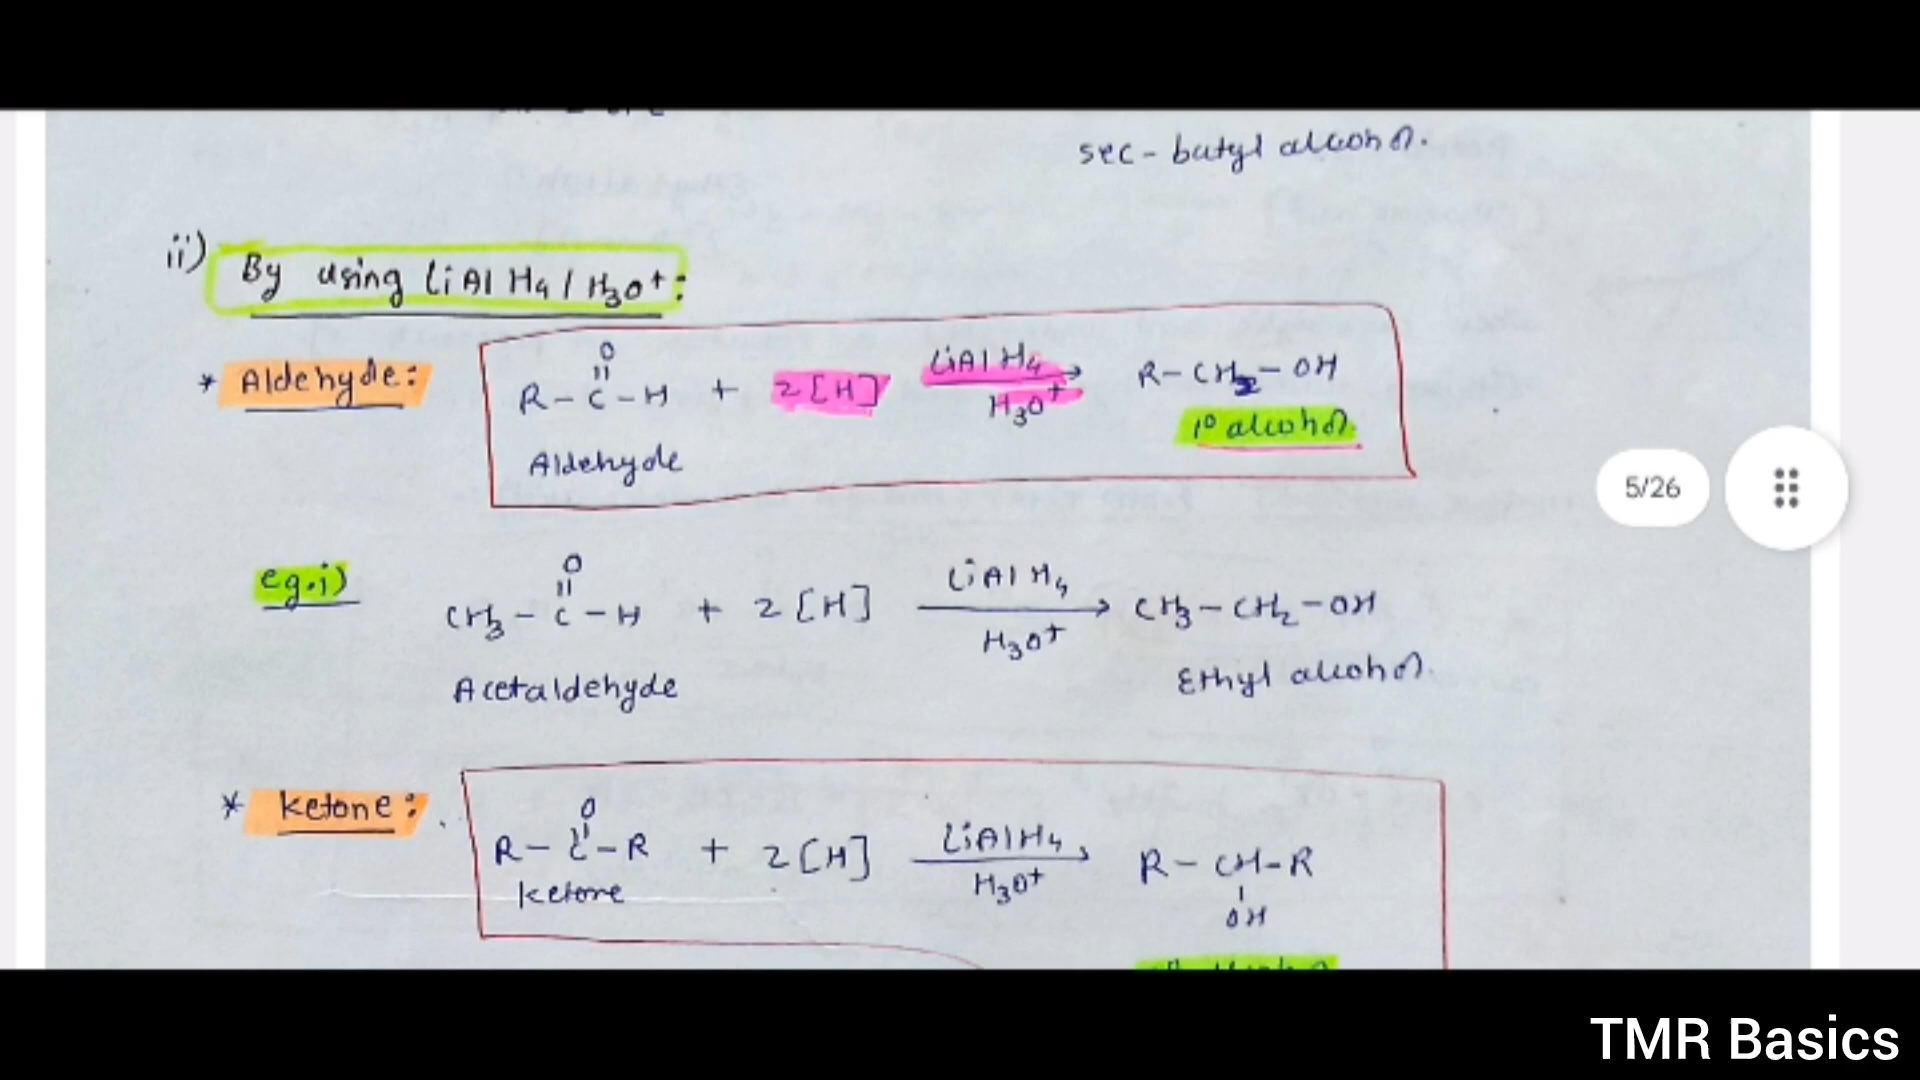 sec - butyl alcohol.
ii) By using LiAlH4 / H3O+ :
* Aldehyde :
O
||
R - C - H + 2 [H] LiAlH4 → R - CH2 - OH
H3O+
1° alcohol.
Aldehyde
5/26
eg.i)
O
||
CH3 - C - H + 2 [H] LiAlH4 → CH3 - CH2 - OH
H3O+
Acetaldehyde Ethyl alcohol.
* ketone :
O
||
R - C - R + 2 [H] LiAlH4 → R - CH - R
H3O+ |
ketone OH
TMR Basics